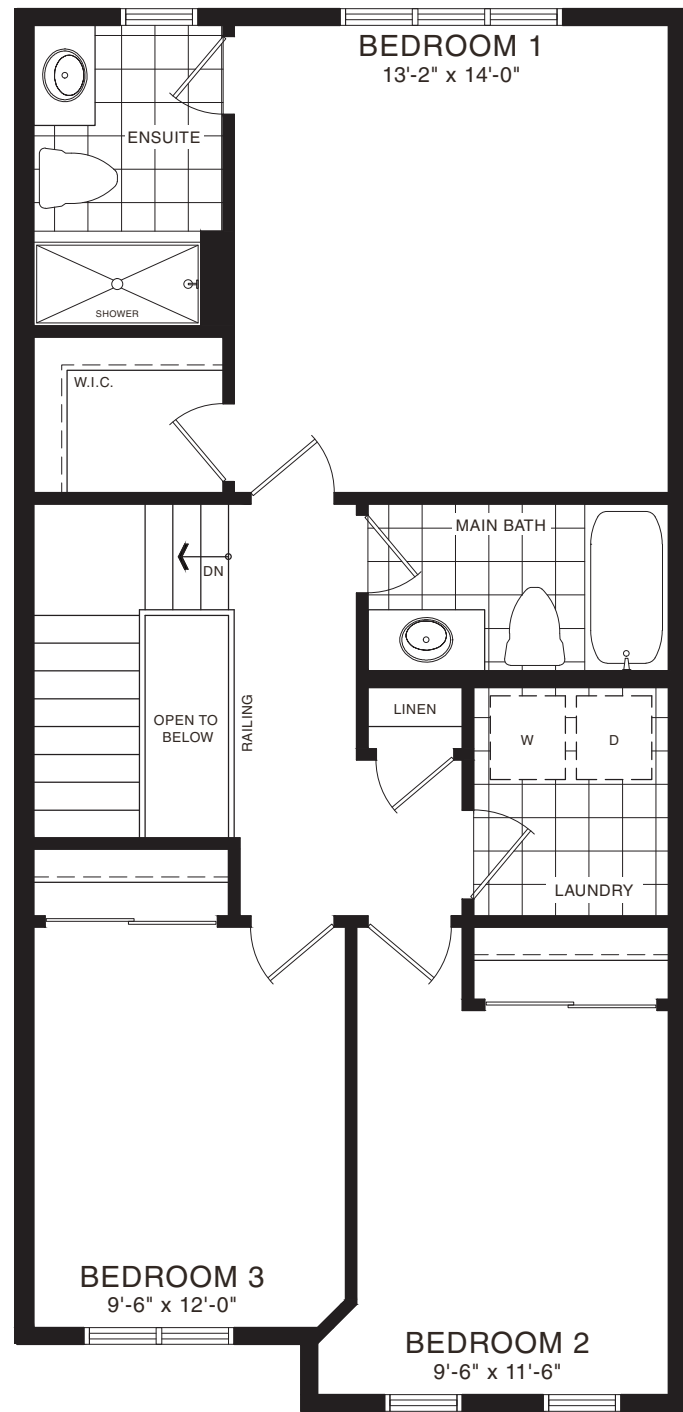 BEDROOM 1
13'-2" x 14'-0"
ENSUITE
SHOWER
W.I.C.
MAIN BATH
DN
LINEN
RAILING
OPEN TO
BELOW
W
D
LAUNDRY
BEDROOM 3
9'-6" x 12'-0"
BEDROOM 2
9'-6" x 11'-6"